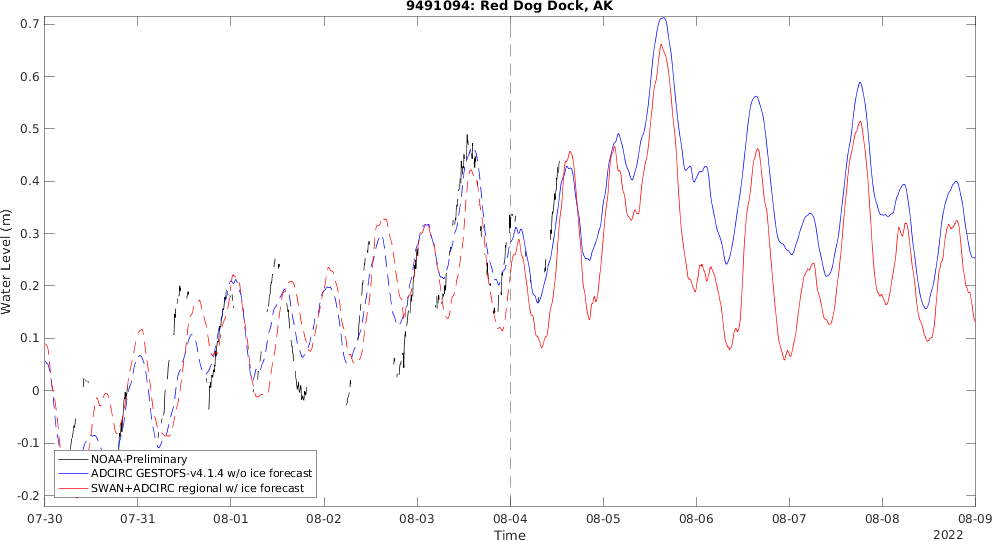 9491094: Red Dog Dock, AK
0.7
0.6
0.5
0.4
0.3
0.2
0.1
0
-0.1
-0.2
Water Level (m)
NOAA-Preliminary
ADCIRC GESTOFS-v4.1.4 w/o ice forecast
SWAN+ADCIRC regional w/ ice forecast
07-30 07-31 08-01 08-02 08-03 08-04 08-05 08-06 08-07 08-08 08-09
Time
2022